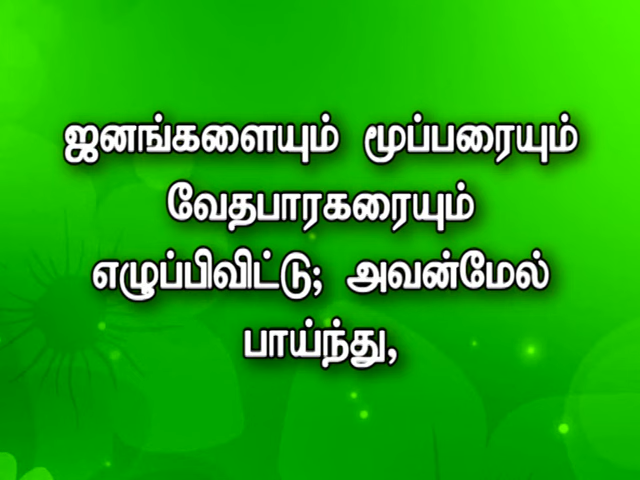 ஜனங்களையும் மூப்பரையும்
வேதபாரகரையும்
எழுப்பிவிட்டு; அவன்மேல்
பாய்ந்து,